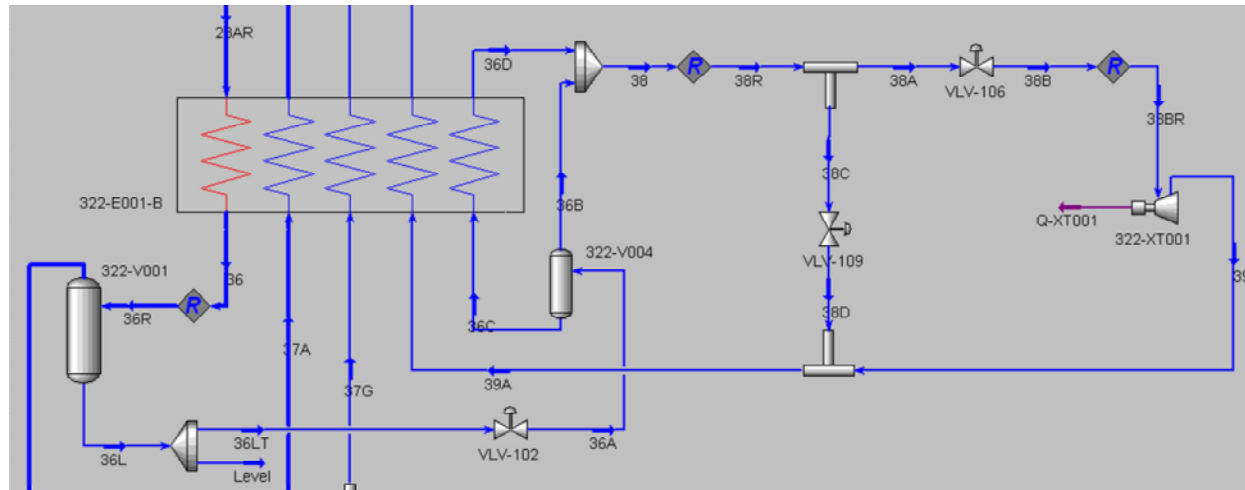 28AR
36D
R
38
38R
38A
VLV-106
38B
R
38BR
38C
322-E001-B
36B
Q-XT001
322-XT001
36
322-V001
322-V004
VLV-109
R
36R
38D
36C
37A
37G
39A
39
36LT
36L
Level
VLV-102
36A